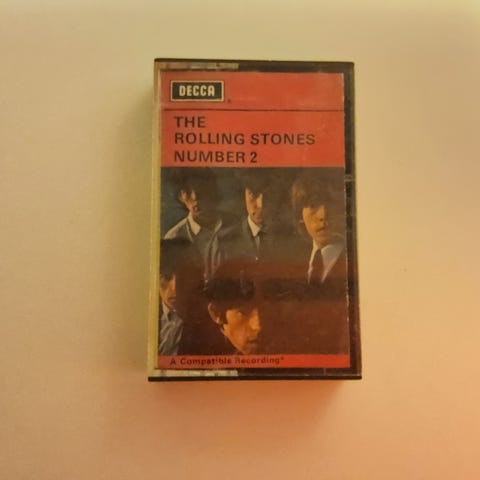 DECCA
THE
ROLLING STONES
NUMBER 2
A Compatible Recording*